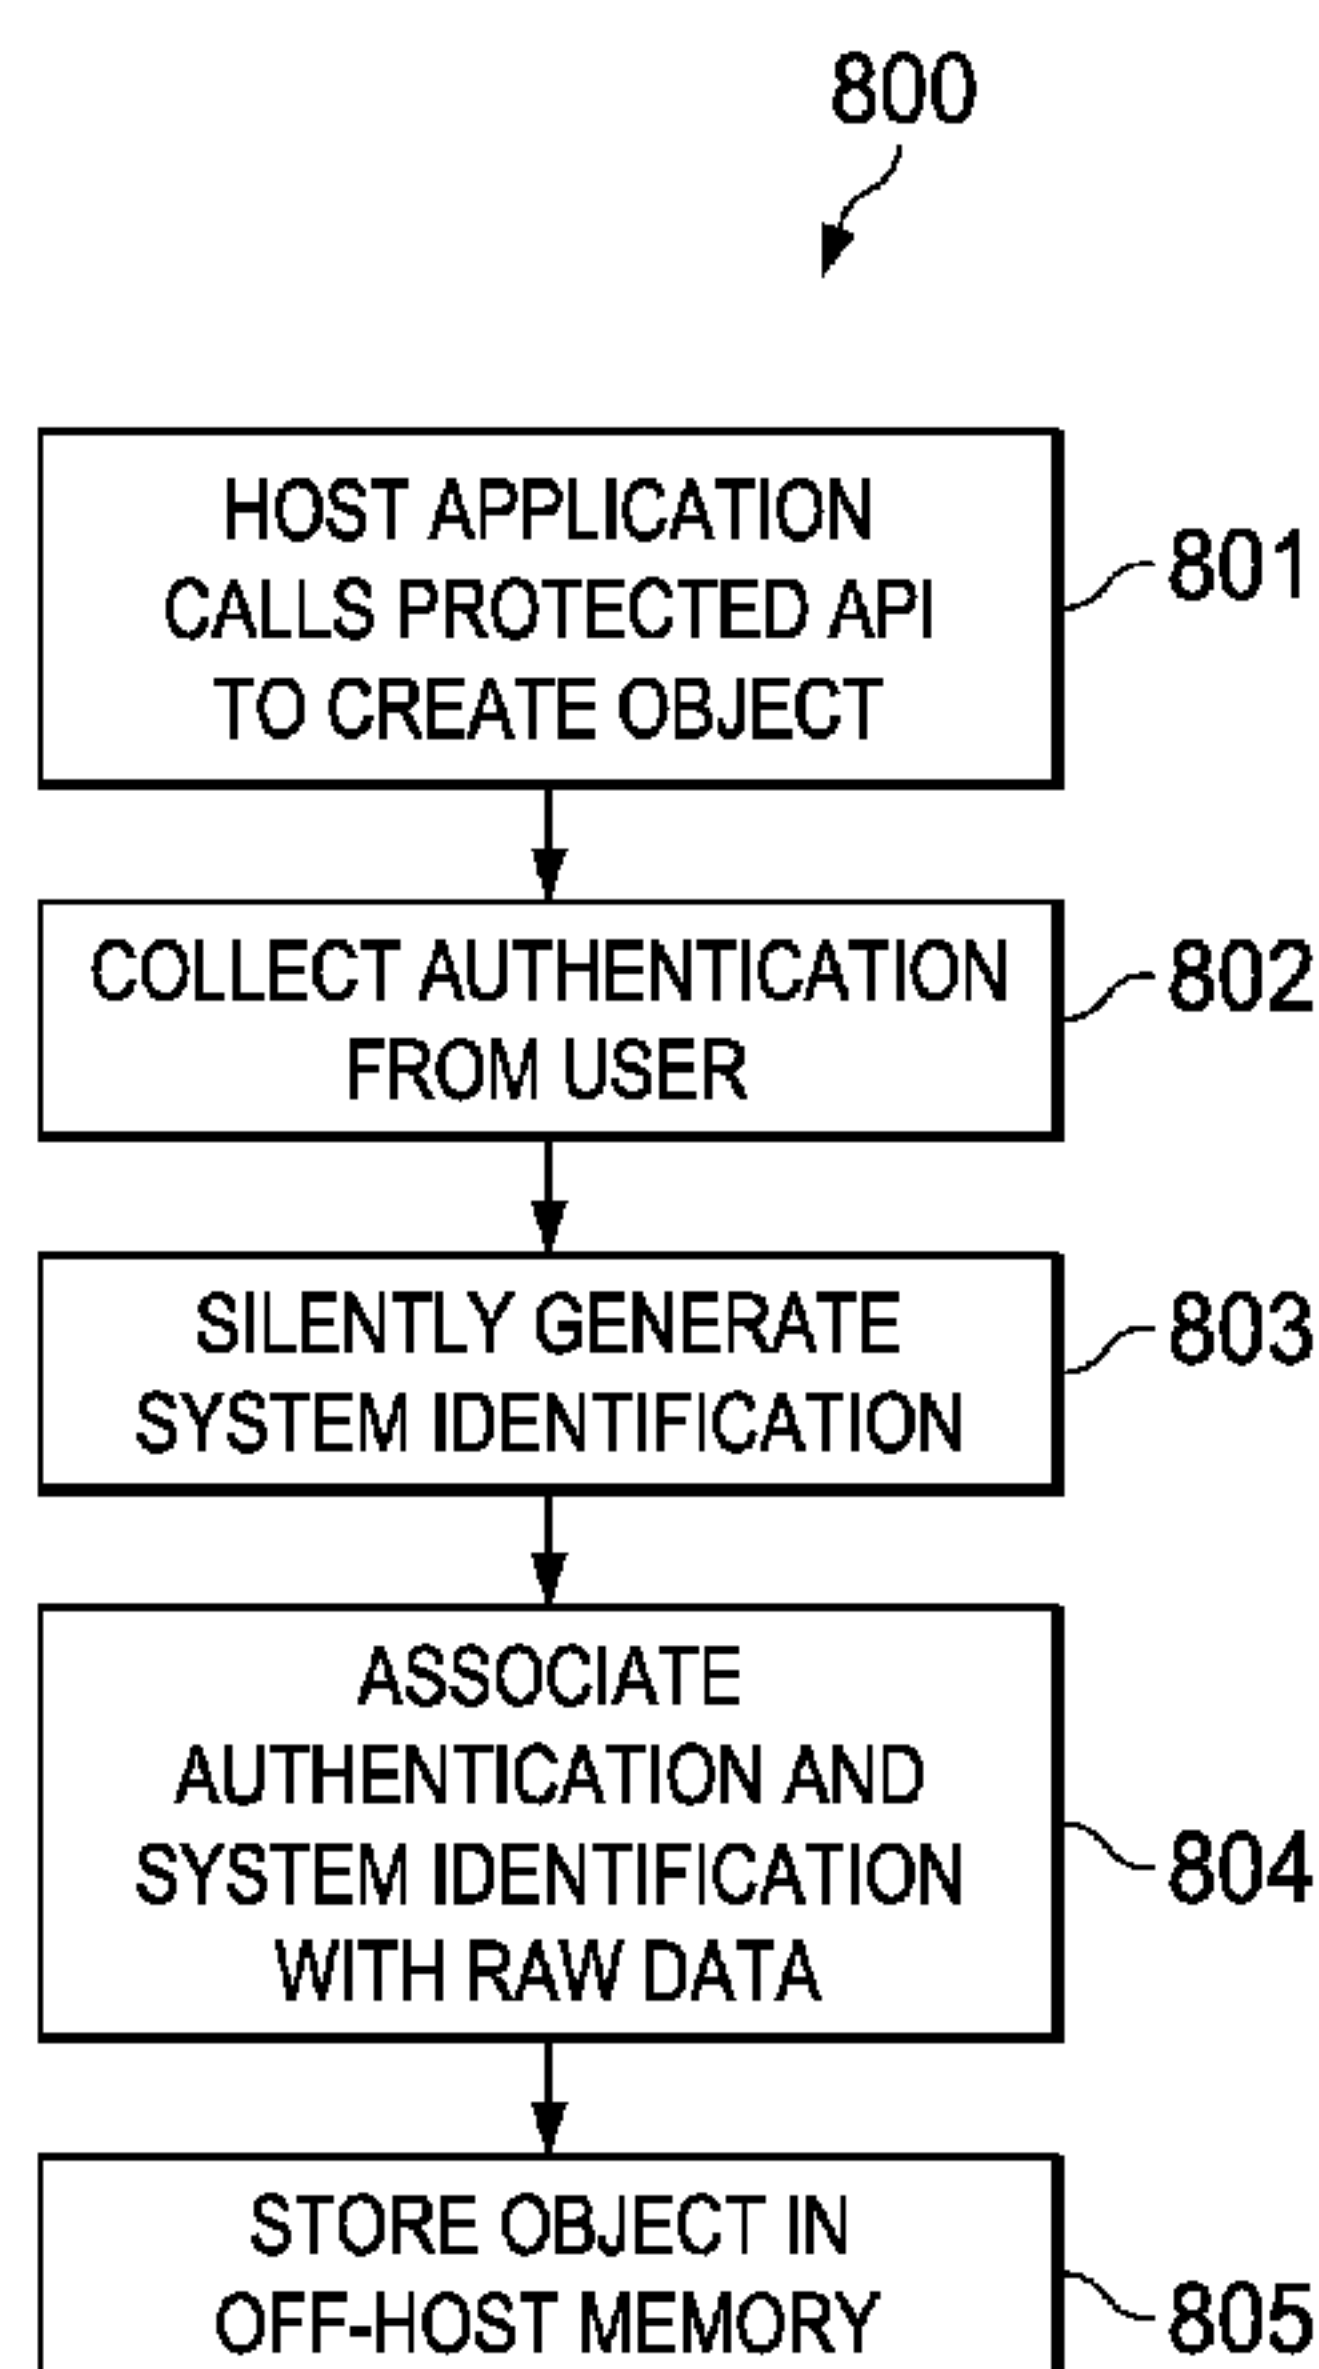 800
HOST APPLICATION
CALLS PROTECTED API
TO CREATE OBJECT
801
COLLECT AUTHENTICATION
FROM USER
802
SILENTLY GENERATE
SYSTEM IDENTIFICATION
803
ASSOCIATE
AUTHENTICATION AND
SYSTEM IDENTIFICATION
WITH RAW DATA
804
STORE OBJECT IN
OFF-HOST MEMORY
805